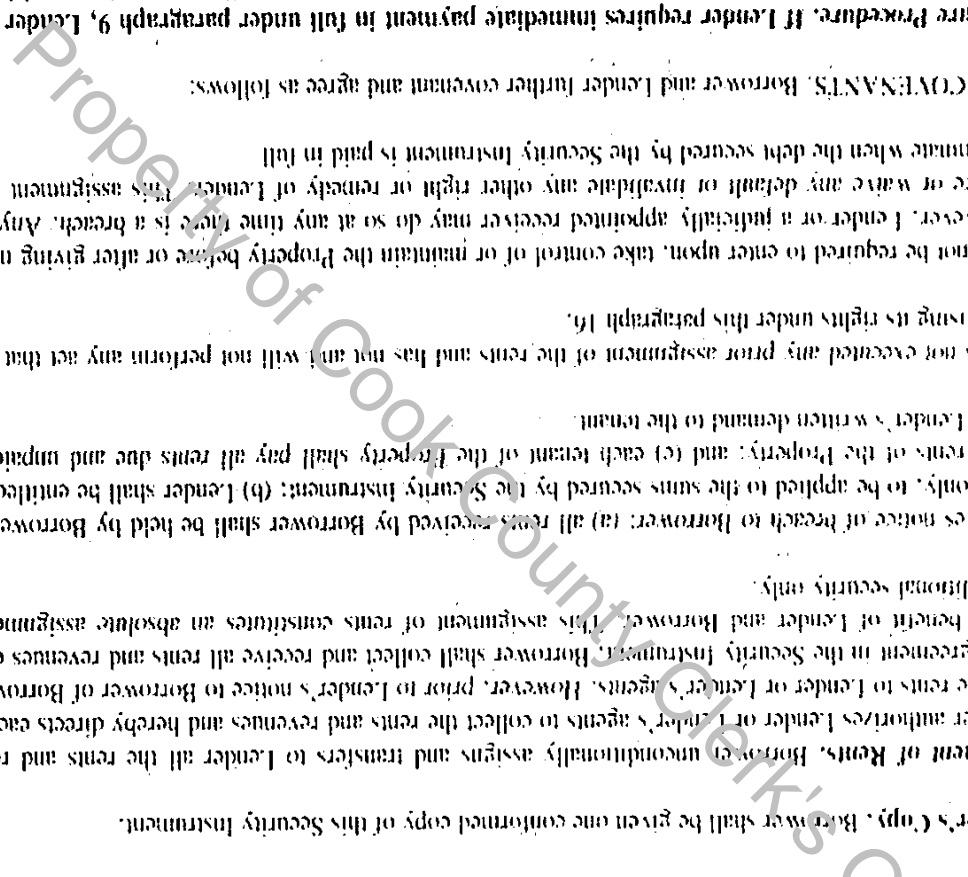 er's Copy. Borrower shall be given one conformed copy of this Security Instrument.
ment of Rents. Borrower unconditionally assigns and transfers to Lender all the rents and r
er authorizes Lender or Lender's agents to collect the rents and revenues and hereby directs eac
e rents to Lender or Lender's agents. However, prior to Lender's notice to Borrower of Borrow
greement in the Security Instrument, Borrower shall collect and receive all rents and revenues o
benefit of Lender and Borrower. This assignment of rents constitutes an absolute assignme
ditional security only.
es notice of breach to Borrower: (a) all rents received by Borrower shall be held by Borrowe
only, to be applied to the sums secured by the Security Instrument; (b) Lender shall be entitled
rents of the Property; and (c) each tenant of the Property shall pay all rents due and unpaid
Lender's written demand to the tenant.
s not executed any prior assignment of the rents and has not and will not perform any act that
ising its rights under this paragraph 16.
not be required to enter upon, take control of or maintain the Property before or after giving n
ever, Lender or a judicially appointed receiver may do so at any time there is a breach. Any
re or waive any default or invalidate any other right or remedy of Lender. This assignment
minate when the debt secured by the Security Instrument is paid in full
COVENANTS. Borrower and Lender further covenant and agree as follows:
ure Procedure. If Lender requires immediate payment in full under paragraph 9, Lender
Property of Cook County Clerk's O